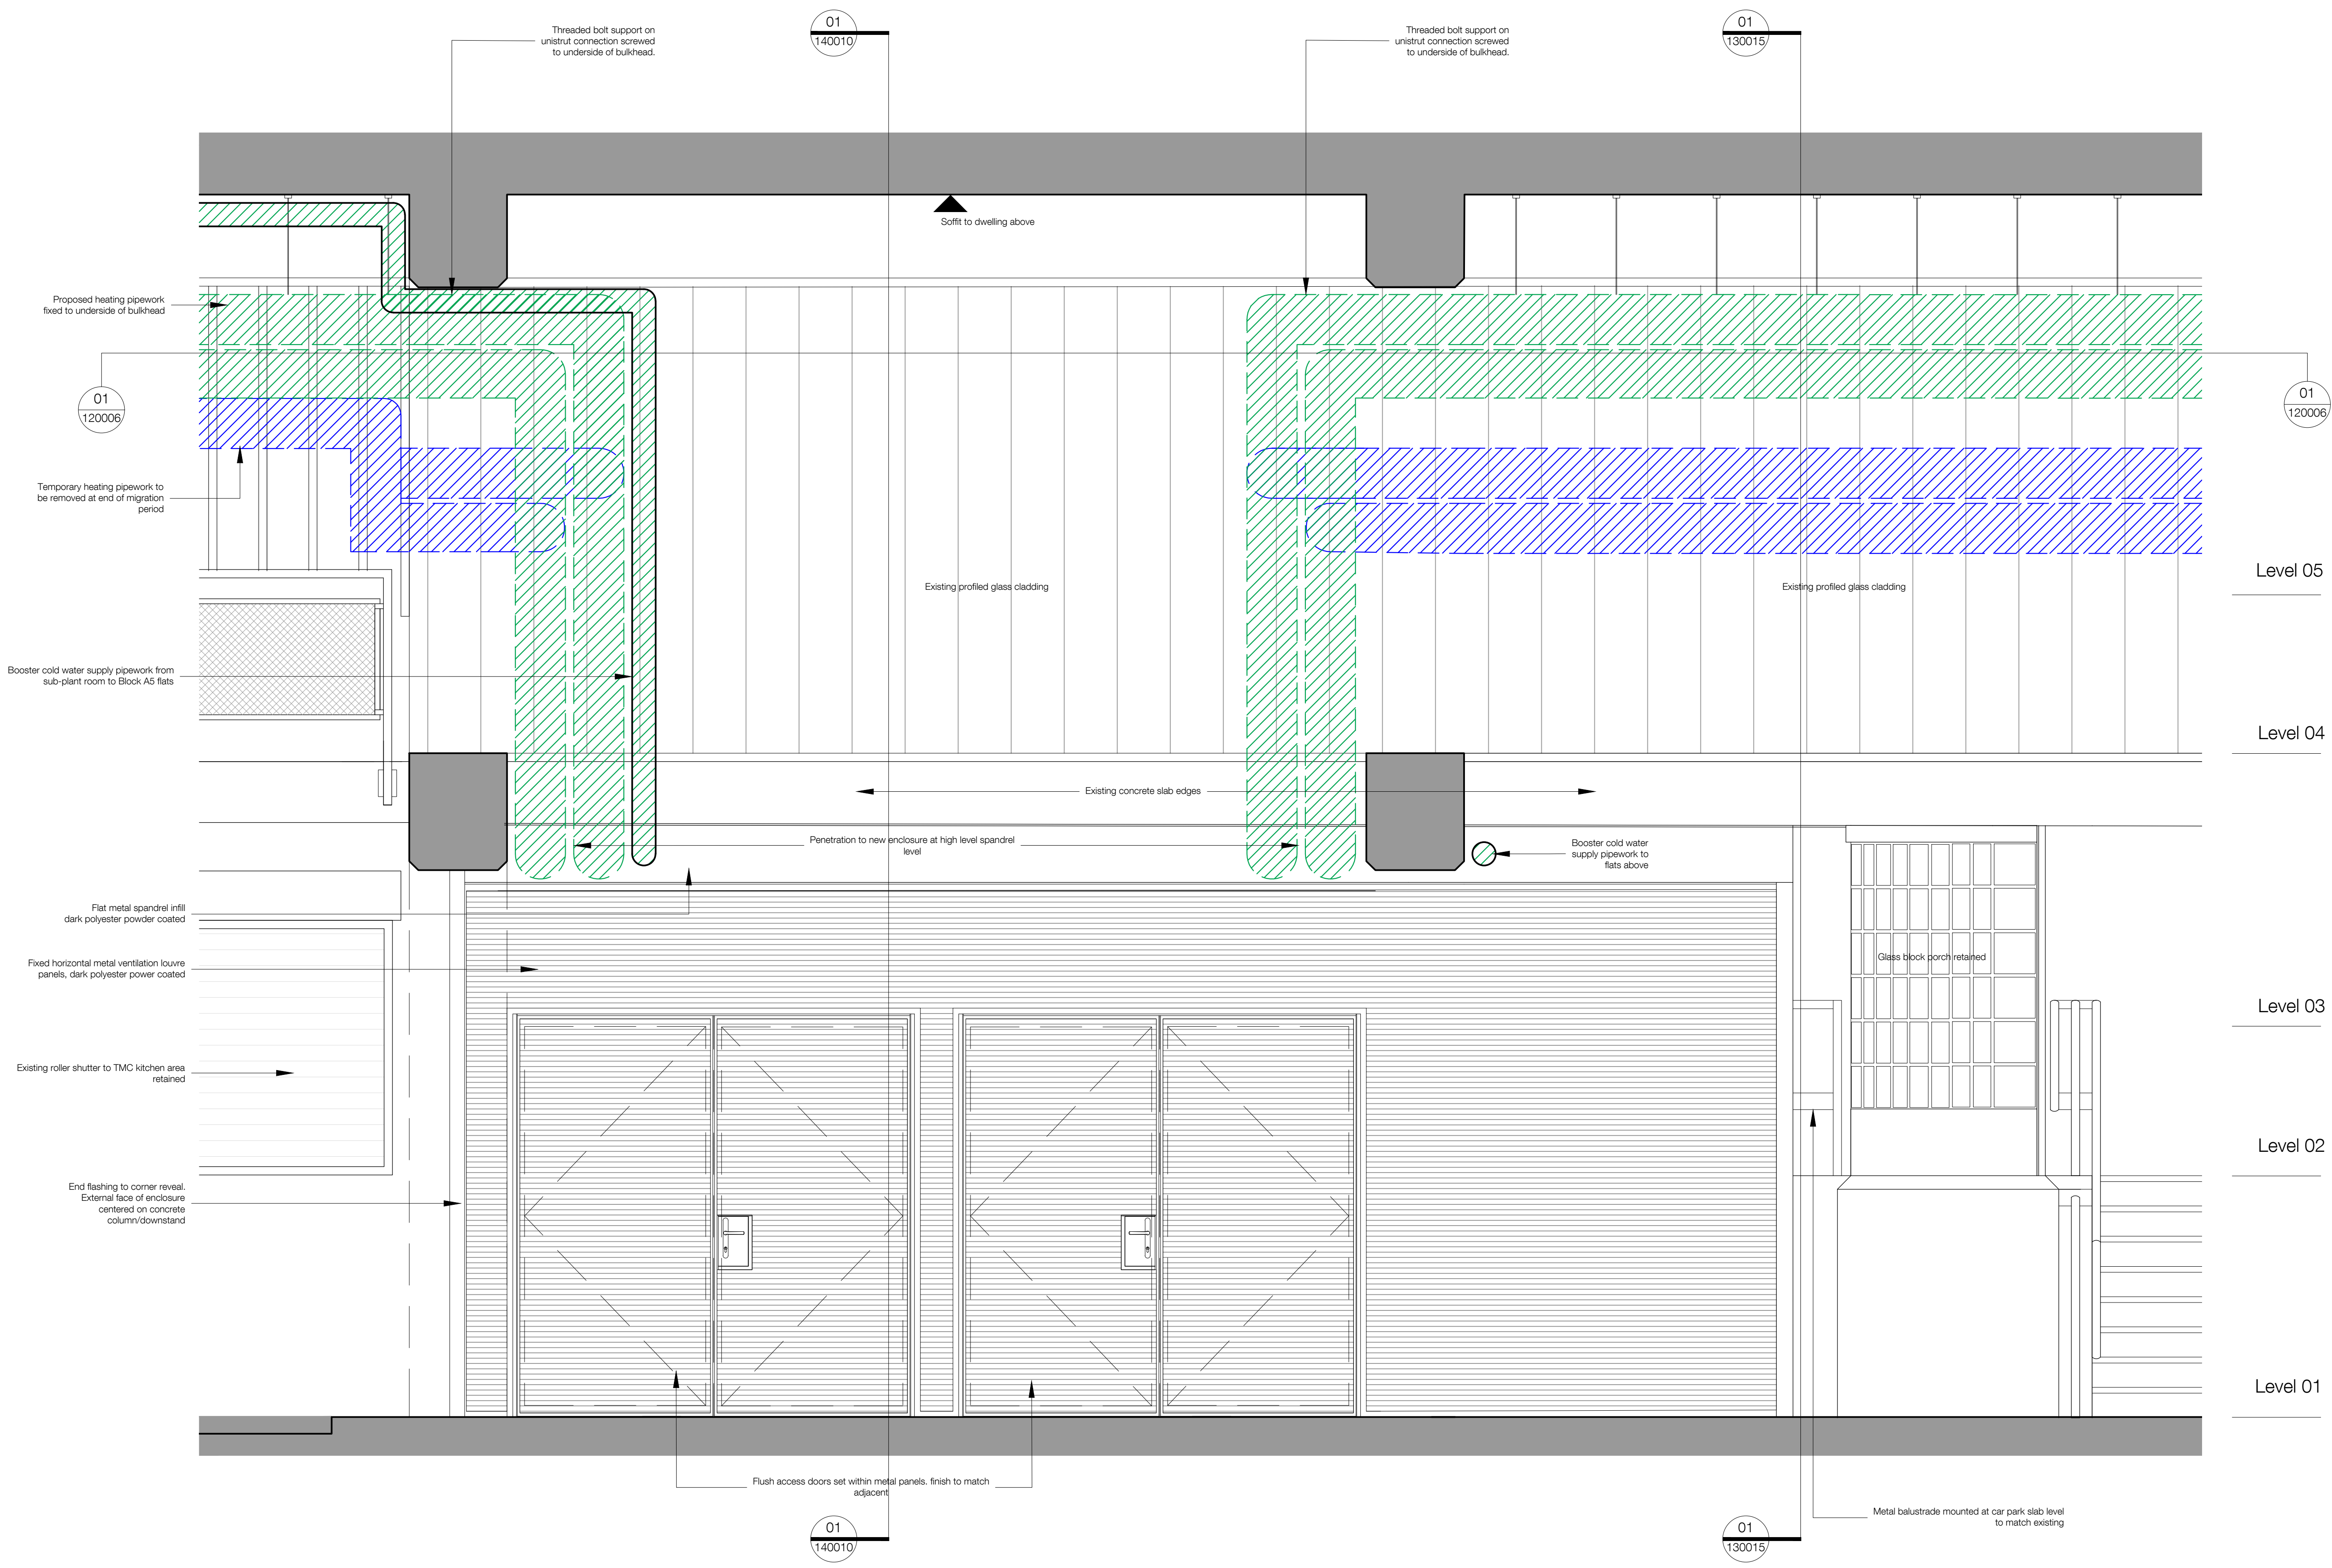 Threaded bolt support on
unistrut connection screwed
to underside of bulkhead.
01
140010
Threaded bolt support on
unistrut connection screwed
to underside of bulkhead.
01
130015
Soffit to dwelling above
Proposed heating pipework
fixed to underside of bulkhead
01
120006
01
120006
Temporary heating pipework to
be removed at end of migration
period
Existing profiled glass cladding
Existing profiled glass cladding
Level 05
Booster cold water supply pipework from
sub-plant room to Block A5 flats
Level 04
Existing concrete slab edges
Penetration to new enclosure at high level spandrel
level
Booster cold water
supply pipework to
flats above
Flat metal spandrel infill
dark polyester powder coated
Fixed horizontal metal ventilation louvre
panels, dark polyester power coated
Glass block porch retained
Level 03
Existing roller shutter to TMC kitchen area
retained
Level 02
End flashing to corner reveal.
External face of enclosure
centered on concrete
column/downstand
Level 01
Flush access doors set within metal panels. finish to match
adjacent
Metal balustrade mounted at car park slab level
to match existing
01
140010
01
130015